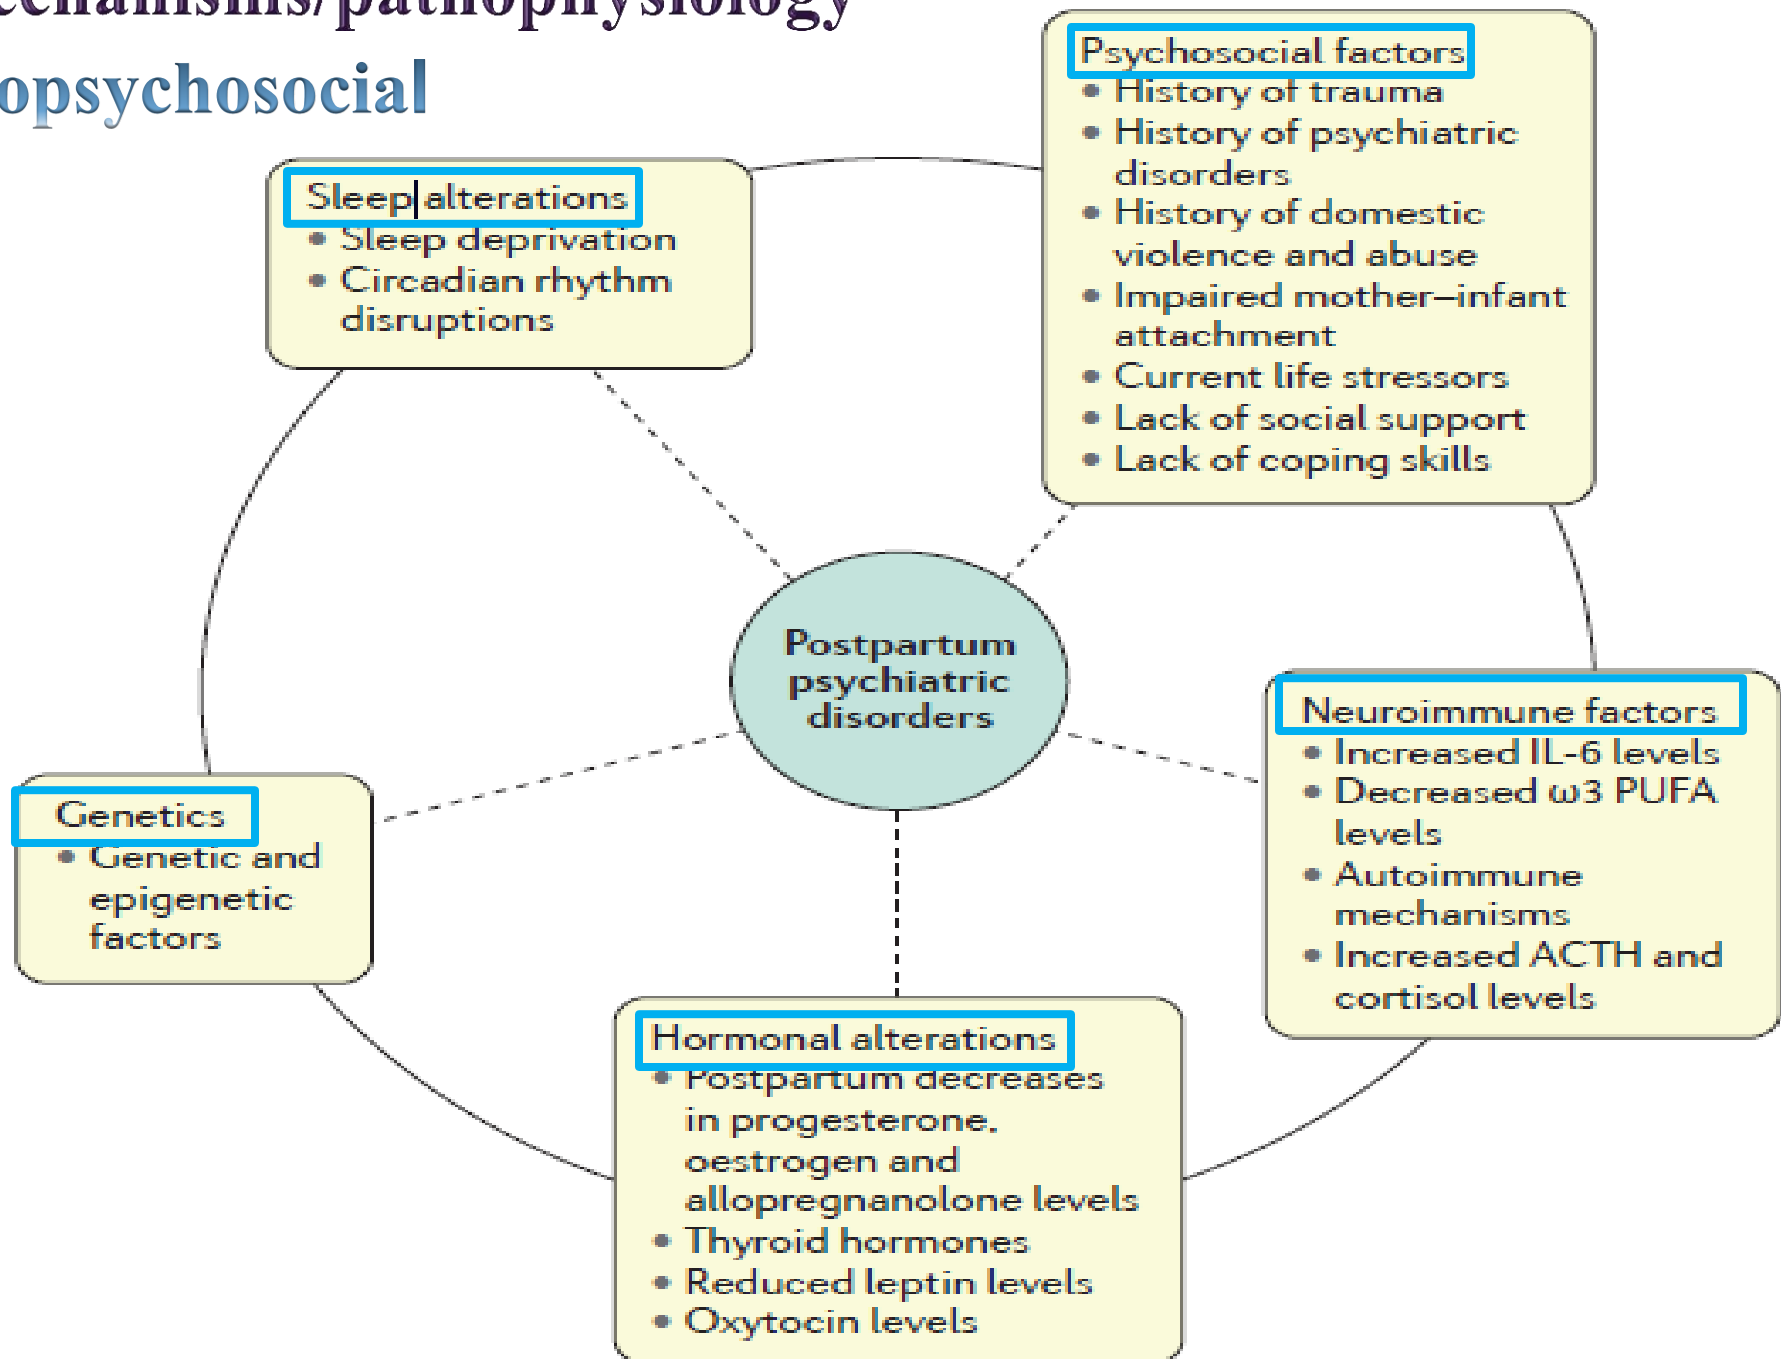 echanisms/pathophysiology
opsychosocial
Psychosocial factors
• History of trauma
• History of psychiatric
disorders
• History of domestic
violence and abuse
• Impaired mother–infant
attachment
• Current life stressors
• Lack of social support
• Lack of coping skills
Sleep alterations
• Sleep deprivation
• Circadian rhythm
disruptions
Postpartum
psychiatric
disorders
Neuroimmune factors
• Increased IL-6 levels
• Decreased ω3 PUFA
levels
• Autoimmune
mechanisms
• Increased ACTH and
cortisol levels
Genetics
• Genetic and
epigenetic
factors
Hormonal alterations
• Postpartum decreases
in progesterone,
oestrogen and
allopregnanolone levels
• Thyroid hormones
• Reduced leptin levels
• Oxytocin levels